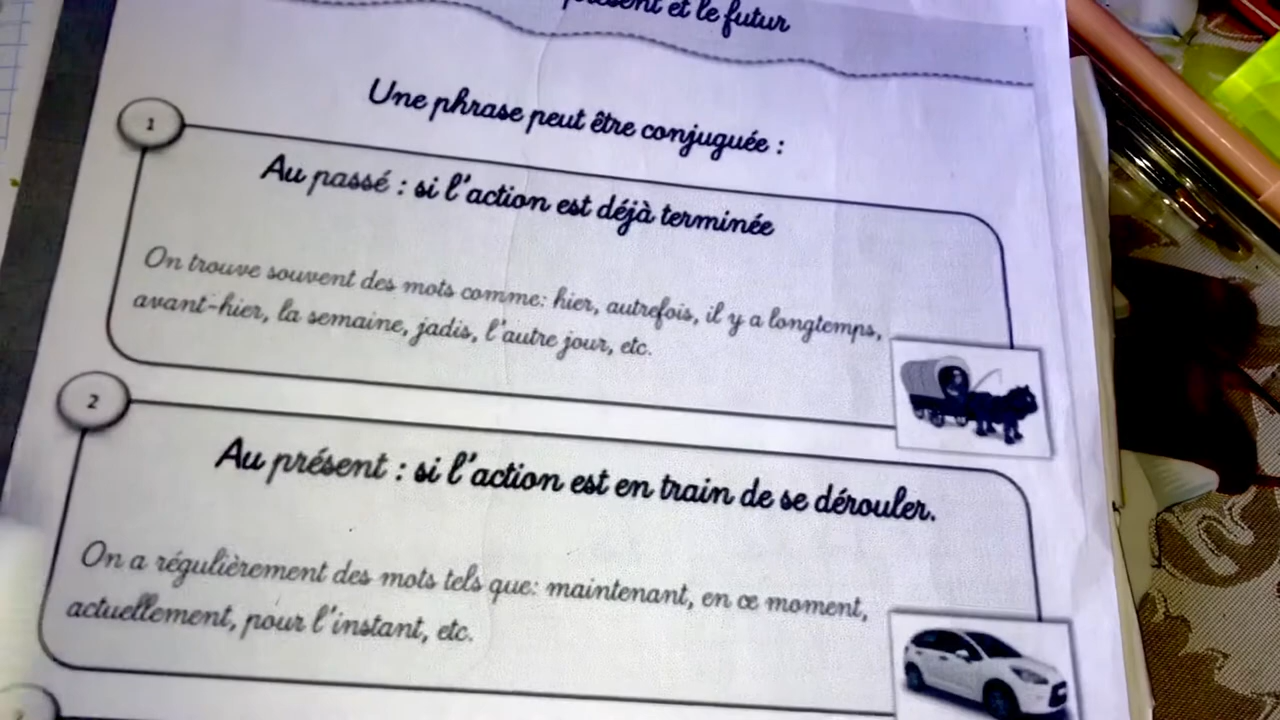 présent et le futur
Une phrase peut être conjuguée :
1
Au passé : si l'action est déjà terminée
On trouve souvent des mots comme: hier, autrefois, il y a longtemps,
avant-hier, la semaine, jadis, l'autre jour, etc.
2
Au présent : si l'action est en train de se dérouler.
On a régulièrement des mots tels que: maintenant, en ce moment,
actuellement, pour l'instant, etc.